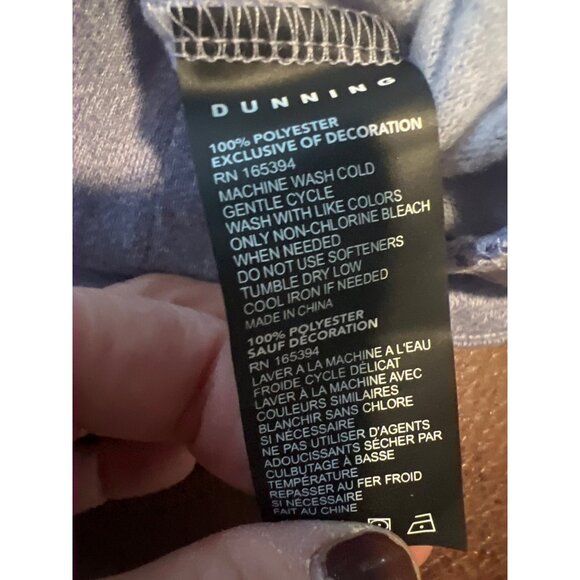 DUNNING
100% POLYESTER
EXCLUSIVE OF DECORATION
RN 165394
MACHINE WASH COLD
GENTLE CYCLE
WASH WITH LIKE COLORS
ONLY NON-CHLORINE BLEACH
WHEN NEEDED
DO NOT USE SOFTENERS
TUMBLE DRY LOW
COOL IRON IF NEEDED
MADE IN CHINA
100% POLYESTER
SAUF DÉCORATION
RN 165394
LAVER A LA MACHINE A L'EAU
FROIDE CYCLE DÉLICAT
LAVER À LA MACHINE AVEC
COULEURS SIMILAIRES
BLANCHIR SANS CHLORE
SI NÉCESSAIRE
NE PAS UTILISER D'AGENTS
ADOUCISSANTS SÉCHER PAR
CULBUTAGE À BASSE
TEMPÉRATURE
REPASSER AU FER FROID
SI NÉCESSAIRE
FAIT AU CHINE